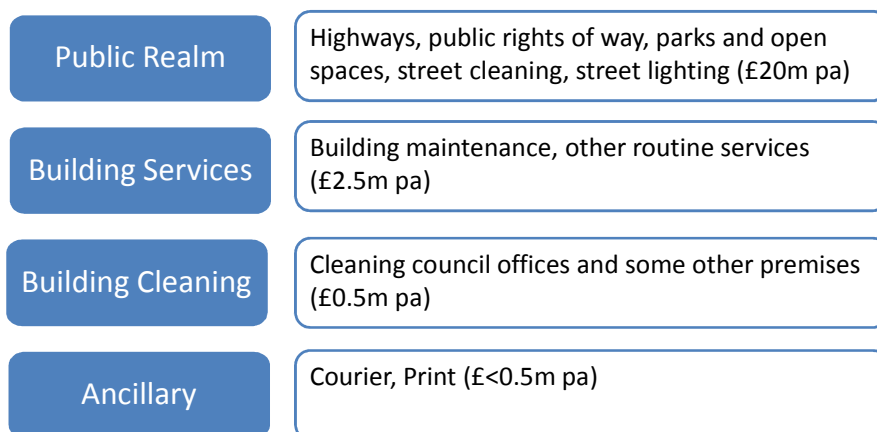 Public Realm
Highways, public rights of way, parks and open
spaces, street cleaning, street lighting (£20m pa)
Building Services
Building maintenance, other routine services
(£2.5m pa)
Building Cleaning
Cleaning council offices and some other premises
(£0.5m pa)
Ancillary
Courier, Print (£<0.5m pa)